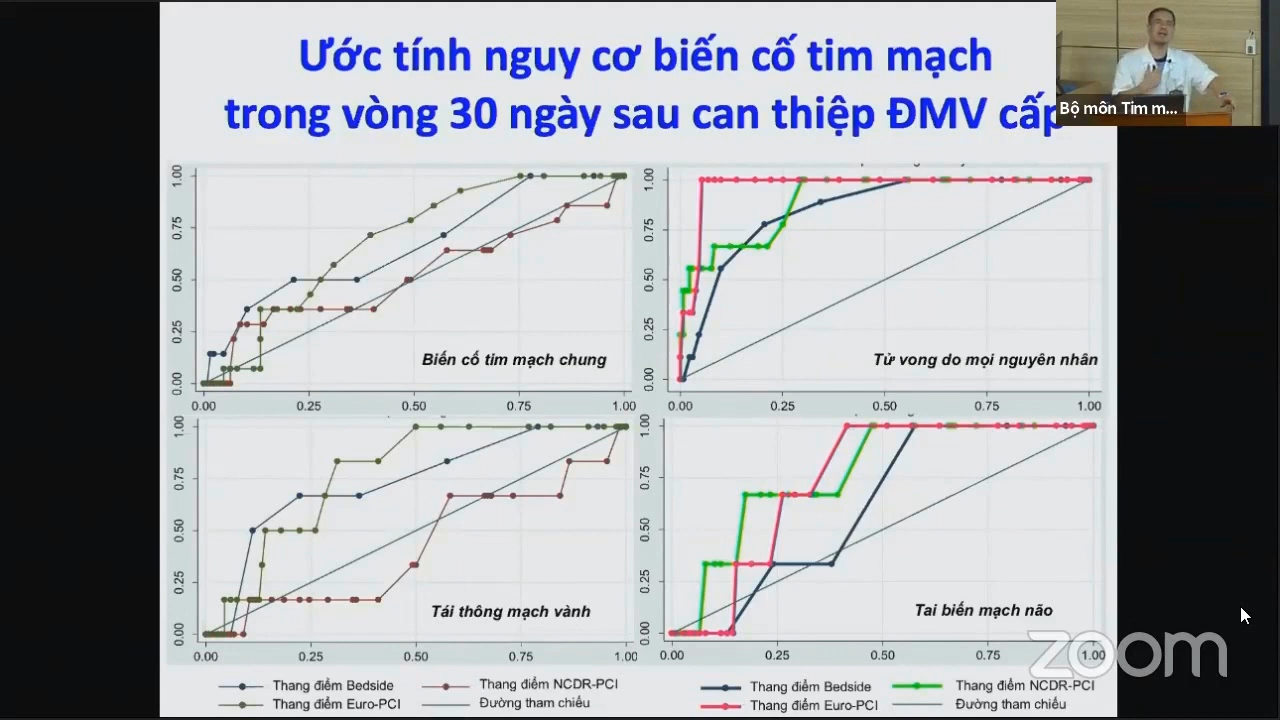 Ước tính nguy cơ biến cố tim mạch
trong vòng 30 ngày sau can thiệp ĐMV cấp
Bộ môn Tim m...
1.00
0.75
0.50
0.25
0.00
Biến cố tim mạch chung
0.00 0.25 0.50 0.75 1.00
1.00
0.75
0.50
0.25
0.00
Tử vong do mọi nguyên nhân
0.00 0.25 0.50 0.75 1.00
1.00
0.75
0.50
0.25
0.00
Tái thông mạch vành
0.00 0.25 0.50 0.75 1.00
1.00
0.75
0.50
0.25
0.00
Tai biến mạch não
0.00 0.25 0.50 0.75 1.00
zoom
Thang điểm Bedside Thang điểm NCDR-PCI
Thang điểm Euro-PCI Đường tham chiếu
Thang điểm Bedside Thang điểm NCDR-PCI
Thang điểm Euro-PCI Đường tham chiếu